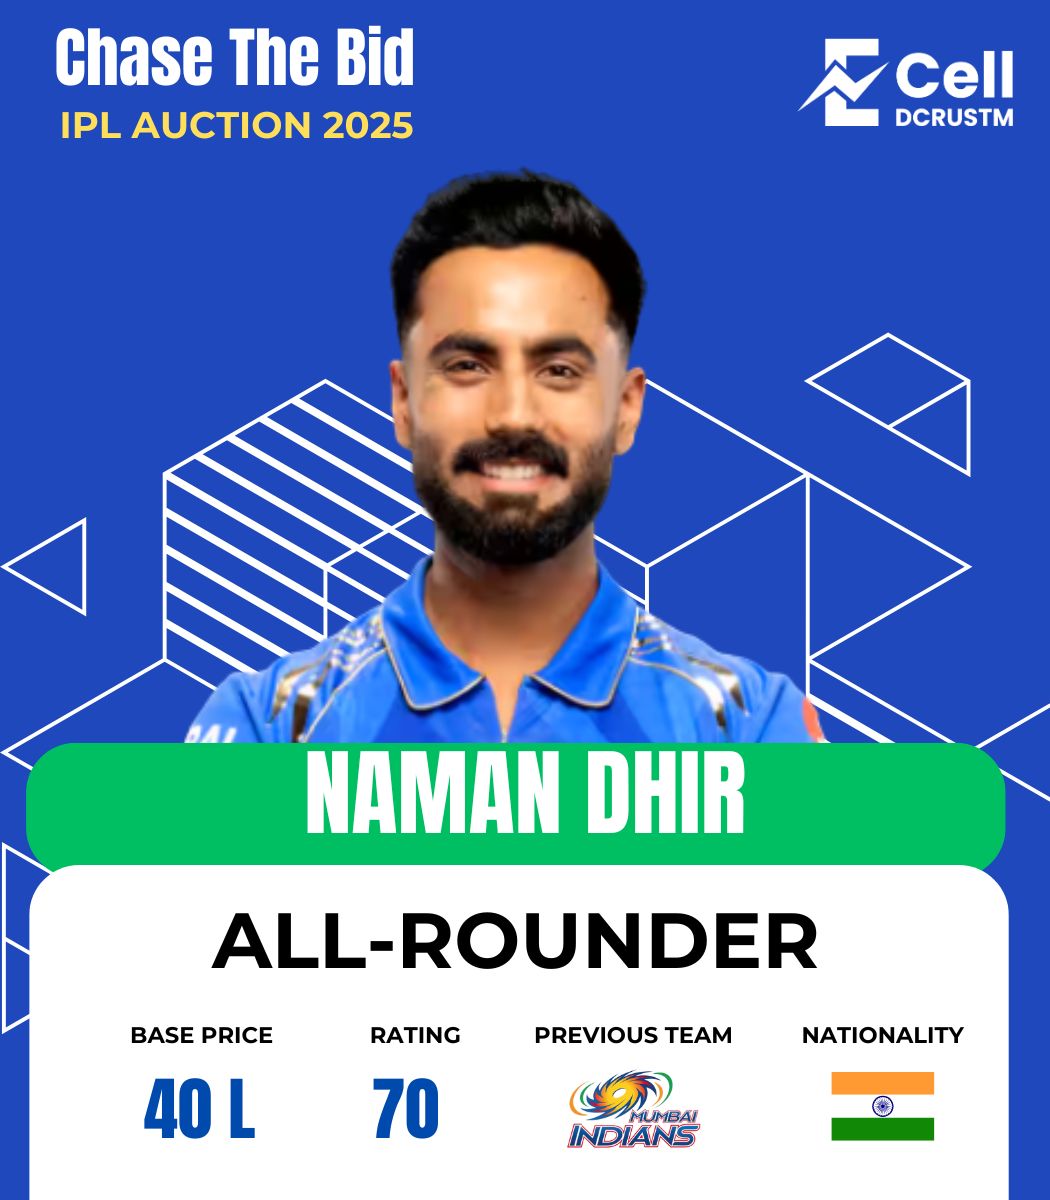 Chase The Bid
IPL AUCTION 2025
Cell
DCRUSTM
NAMAN DHIR
ALL-ROUNDER
BASE PRICE
RATING
PREVIOUS TEAM
NATIONALITY
40 L
70
MUMBAI
INDIANS